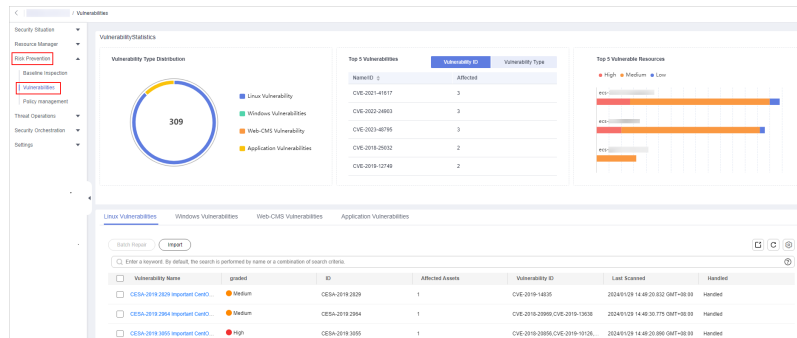 / Vulnerabilities
Security Situation
Resource Manager
Risk Prevention
Baseline Inspection
Vulnerabilities
Policy management
Threat Operations
Security Orchestration
Settings
VulnerabilityStatistics
Vulnerability Type Distribution
309
Linux Vulnerability
Windows Vulnerabilities
Web-CMS Vulnerability
Application Vulnerabilities
Top 5 Vulnerabilities Vulnerability ID Vulnerability Type
Name/ID Affected
CVE-2021-41617 3
CVE-2022-24903 3
CVE-2023-48795 3
CVE-2018-25032 2
CVE-2019-12749 2
Top 5 Vulnerable Resources
High Medium Low
ecs-
ecs-
ecs-
Linux Vulnerabilities Windows Vulnerabilities Web-CMS Vulnerabilities Application Vulnerabilities
Batch Repair Import
Enter a keyword. By default, the search is performed by name or a combination of search criteria.
Vulnerability Name graded ID Affected Assets Vulnerability ID Last Scanned Handled
CESA-2019:2829 Important CentO... Medium CESA-2019:2829 1 CVE-2019-14835 2024/01/29 14:49:20.832 GMT+08:00 Handled
CESA-2019:2964 Important CentO... Medium CESA-2019:2964 1 CVE-2018-20969,CVE-2019-13638 2024/01/29 14:49:30.775 GMT+08:00 Handled
CESA-2019:3055 Important CentO... High CESA-2019:3055 1 CVE-2018-20856,CVE-2019-10126,... 2024/01/29 14:49:20.890 GMT+08:00 Handled